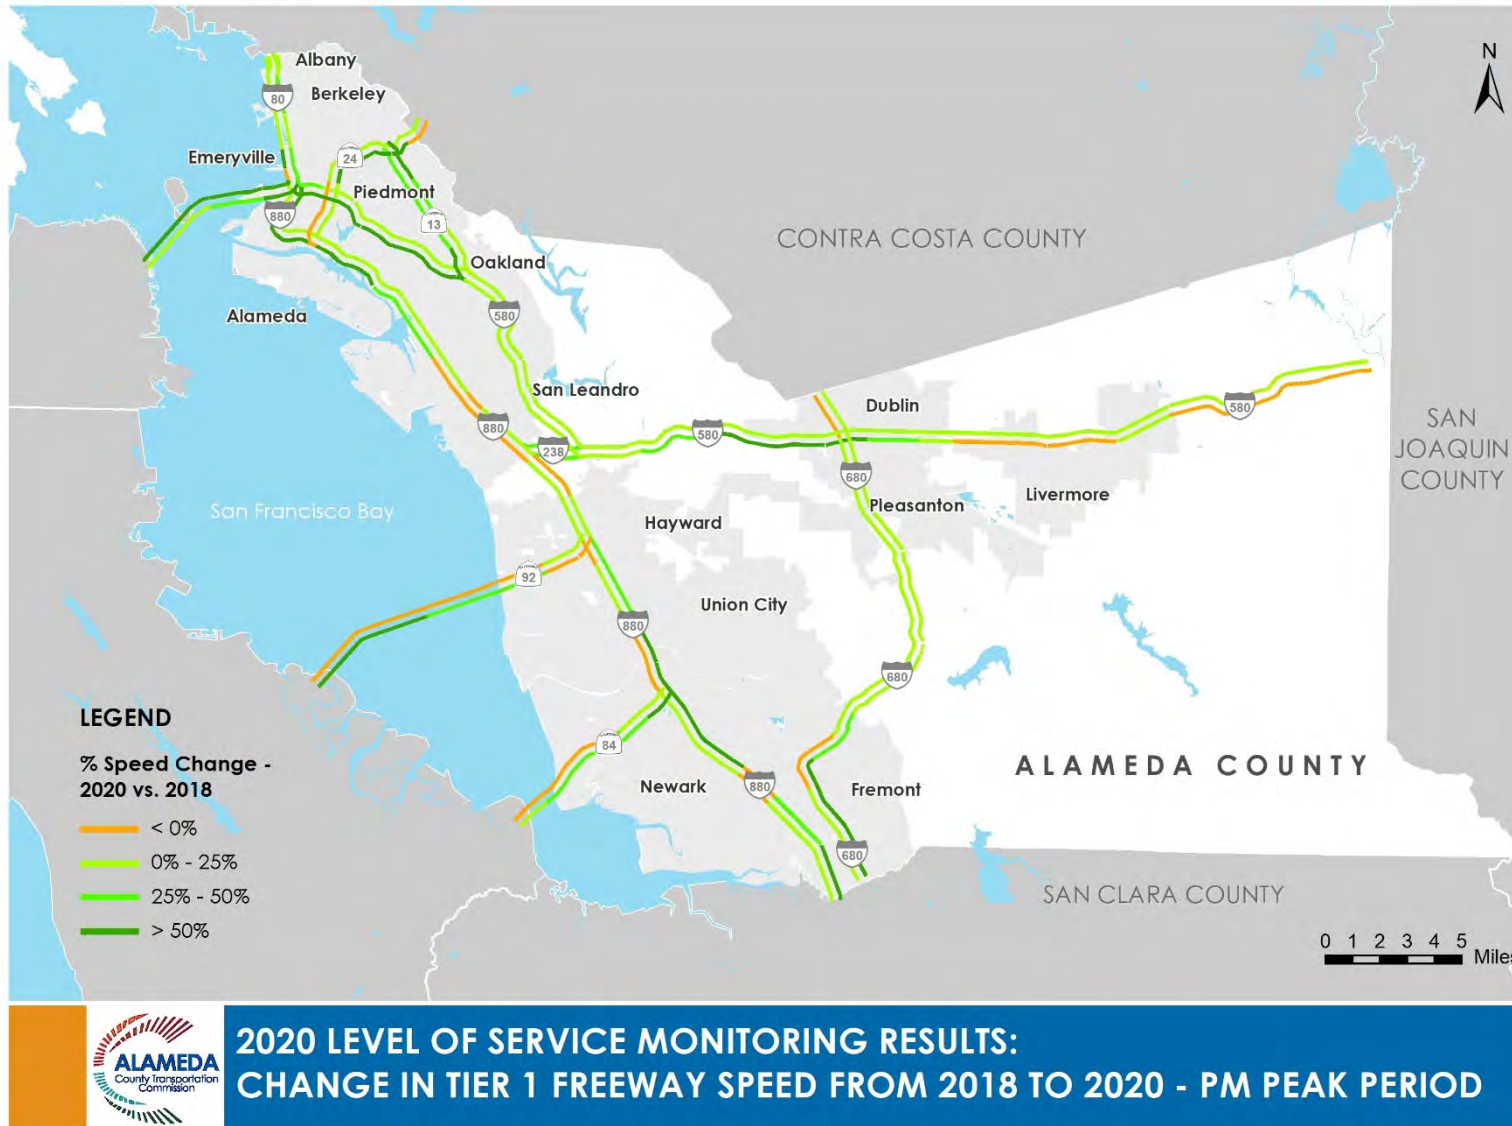 N
Albany
80
Berkeley
Emeryville
24
Piedmont
880
13
CONTRA COSTA COUNTY
Oakland
Alameda
580
San Leandro
Dublin
580
880
580
238
SAN
JOAQUIN
COUNTY
680
Livermore
Pleasanton
San Francisco Bay
Hayward
92
Union City
880
680
LEGEND
% Speed Change -
2020 vs. 2018
< 0%
0% - 25%
25% - 50%
> 50%
84
ALAMEDA COUNTY
Newark
880
Fremont
680
SAN CLARA COUNTY
0 1 2 3 4 5
Miles
ALAMEDA
County Transportation
Commission
2020 LEVEL OF SERVICE MONITORING RESULTS:
CHANGE IN TIER 1 FREEWAY SPEED FROM 2018 TO 2020 - PM PEAK PERIOD